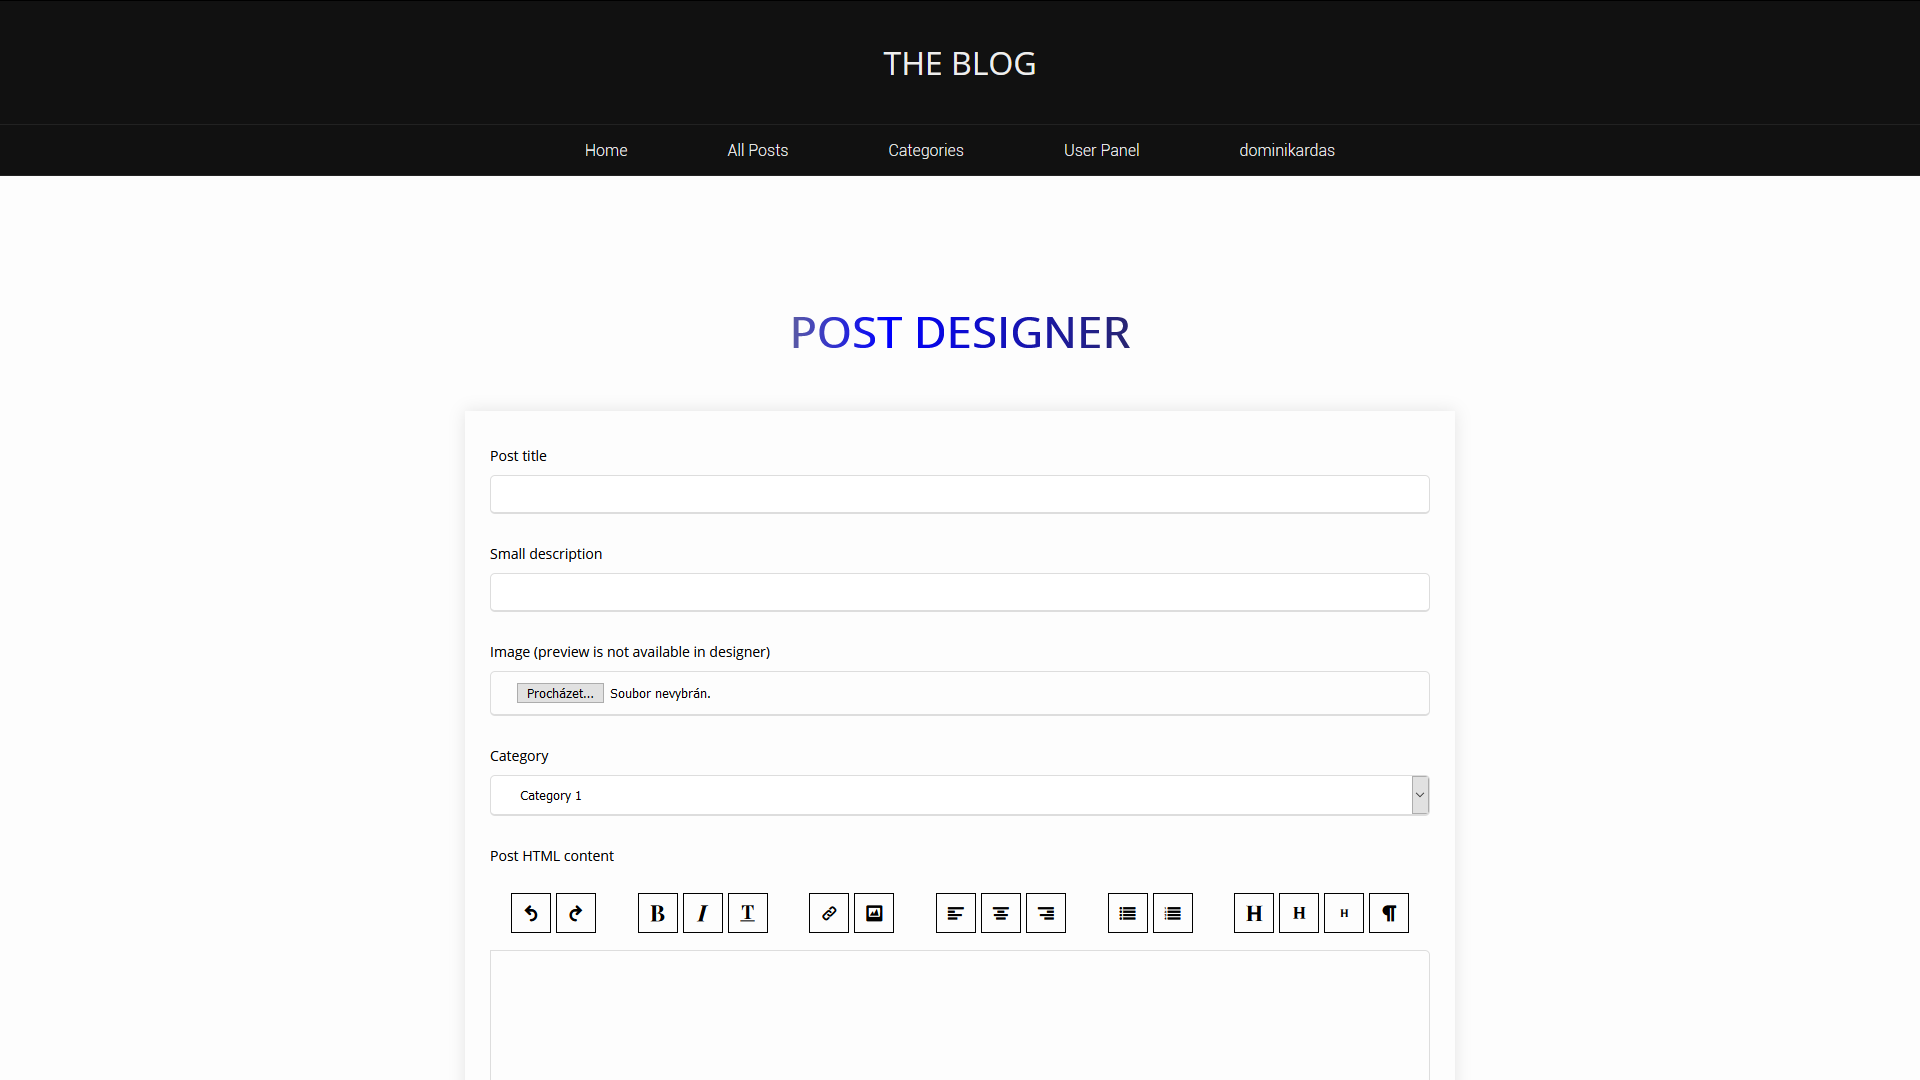 THE BLOG
Home All Posts Categories User Panel dominikardas
POST DESIGNER
Post title
Small description
Image (preview is not available in designer)
Procházet... Soubor nevybrán.
Category
Category 1
Post HTML content
B I T H H H ¶